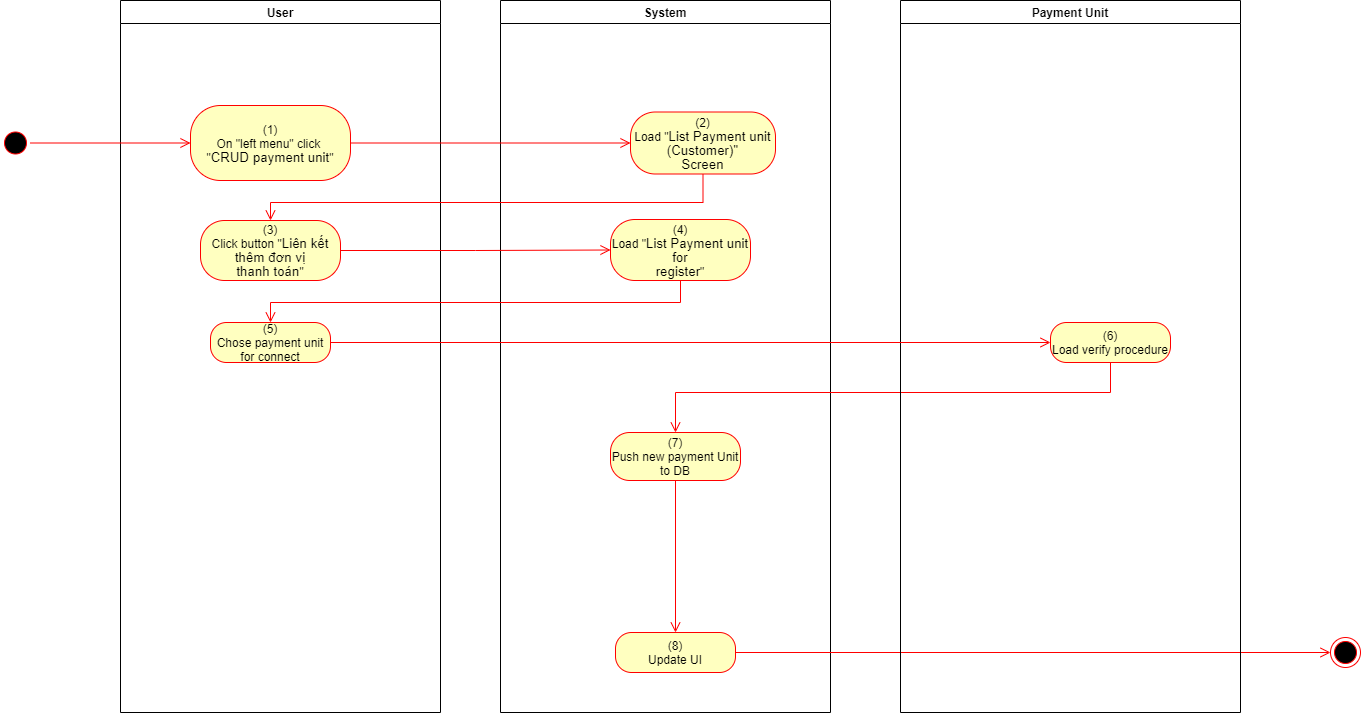 User
System
Payment Unit
(1)
On "left menu" click
"CRUD payment unit"
(2)
Load "List Payment unit
(Customer)"
Screen
(3)
Click button "Liên kết
thêm đơn vị
thanh toán"
(4)
Load "List Payment unit
for
register"
(5)
Chose payment unit
for connect
(6)
Load verify procedure
(7)
Push new payment Unit
to DB
(8)
Update UI